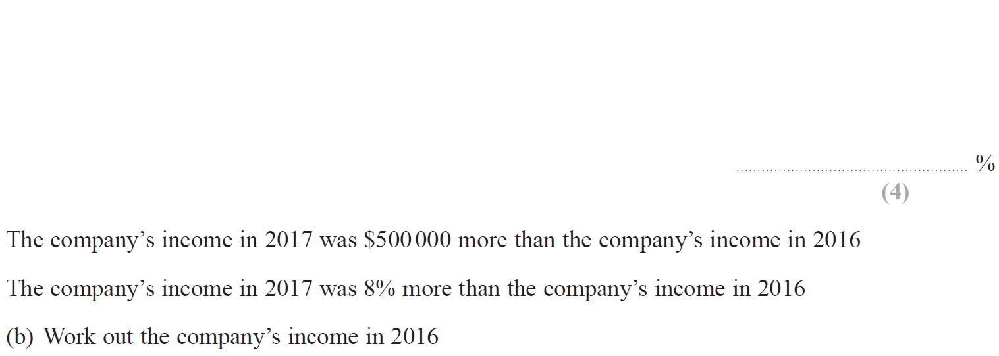 .......................................................... %
(4)
The company’s income in 2017 was $500 000 more than the company’s income in 2016
The company’s income in 2017 was 8% more than the company’s income in 2016
(b) Work out the company’s income in 2016